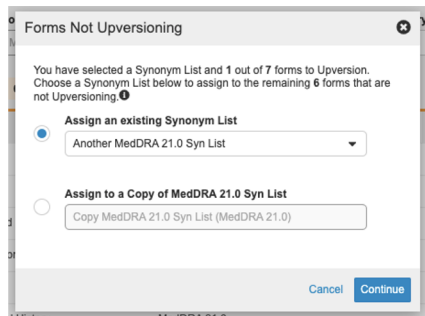 Forms Not Upversioning
You have selected a Synonym List and 1 out of 7 forms to Upversion.
Choose a Synonym List below to assign to the remaining 6 forms that are
not Upversioning.
Assign an existing Synonym List
Another MedDRA 21.0 Syn List
Assign to a Copy of MedDRA 21.0 Syn List
Copy MedDRA 21.0 Syn List (MedDRA 21.0)
Cancel Continue